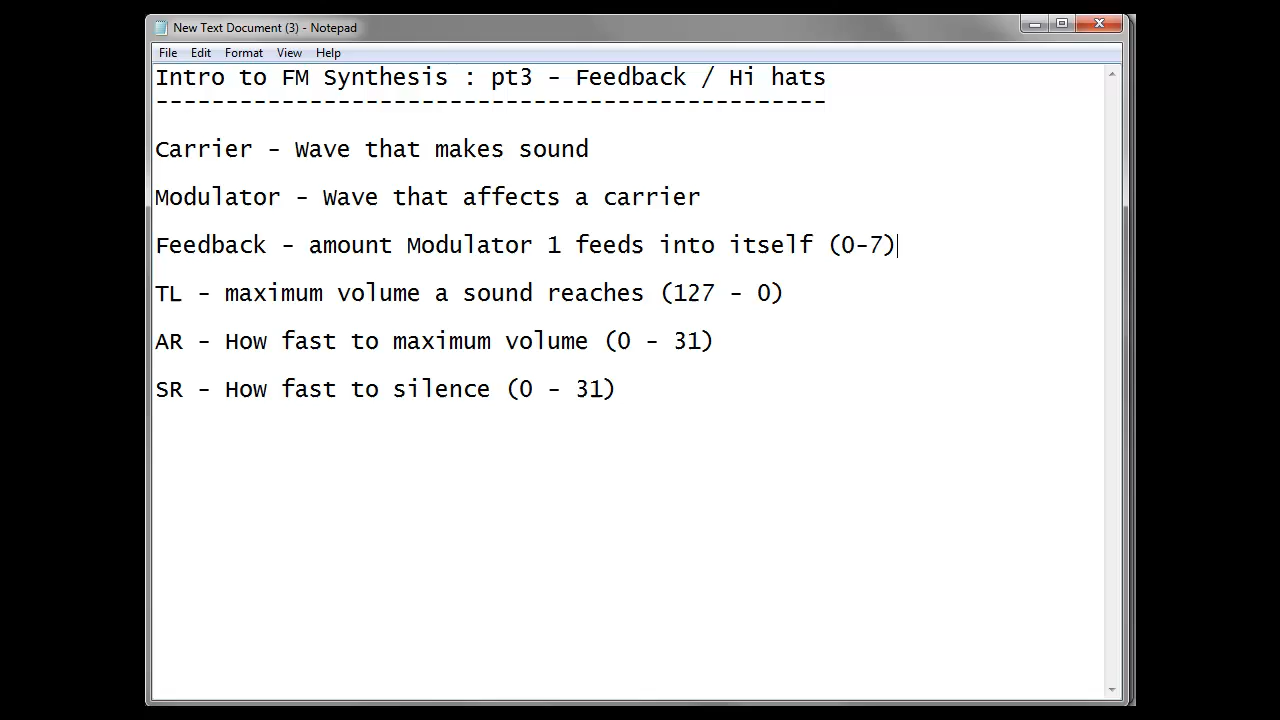 New Text Document (3) - Notepad
File Edit Format View Help
Intro to FM Synthesis : pt3 - Feedback / Hi hats
------------------------------------------------
Carrier - Wave that makes sound
Modulator - Wave that affects a carrier
Feedback - amount Modulator 1 feeds into itself (0-7)
TL - maximum volume a sound reaches (127 - 0)
AR - How fast to maximum volume (0 - 31)
SR - How fast to silence (0 - 31)